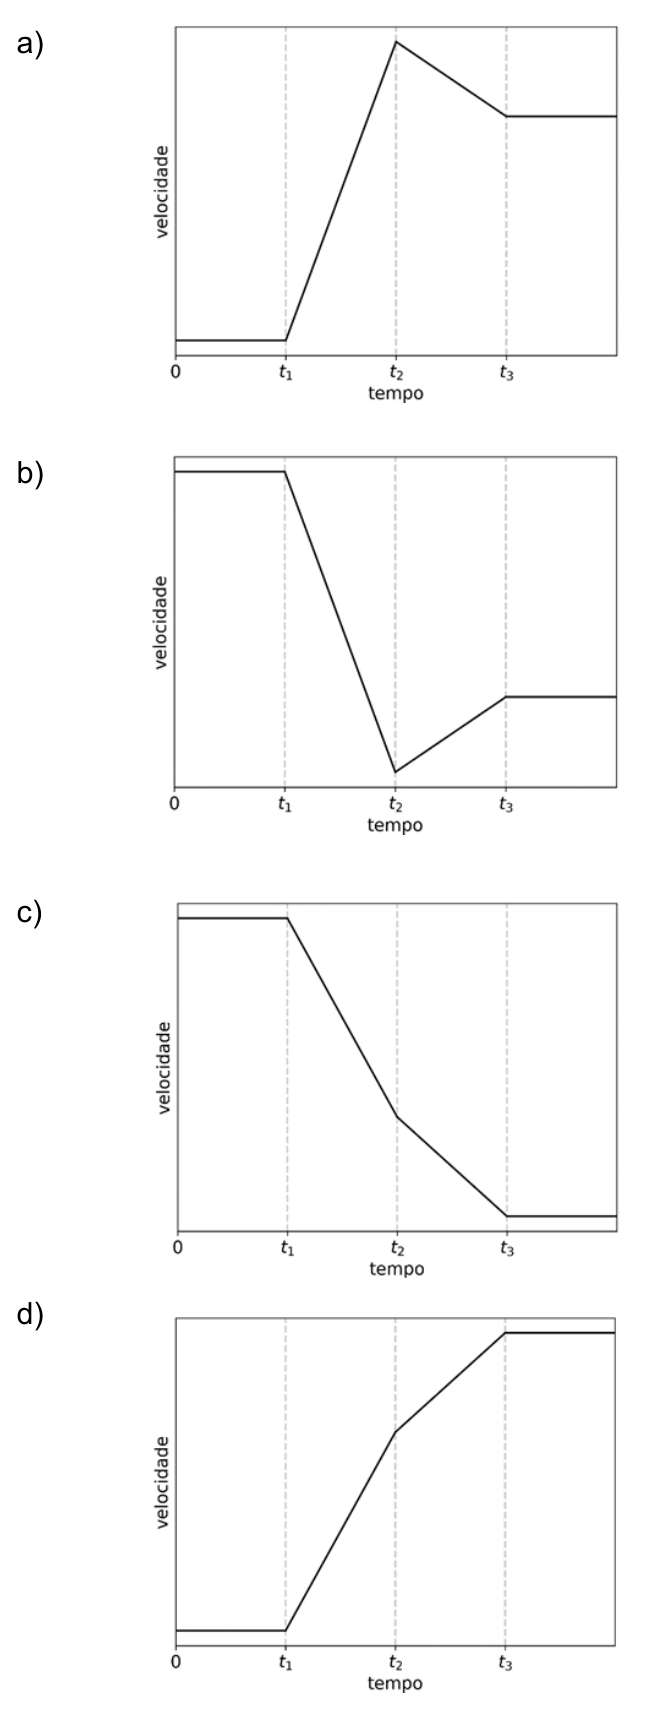 a)
velocidade
0 t₁ t₂ t₃
tempo
b)
velocidade
0 t₁ t₂ t₃
tempo
c)
velocidade
0 t₁ t₂ t₃
tempo
d)
velocidade
0 t₁ t₂ t₃
tempo